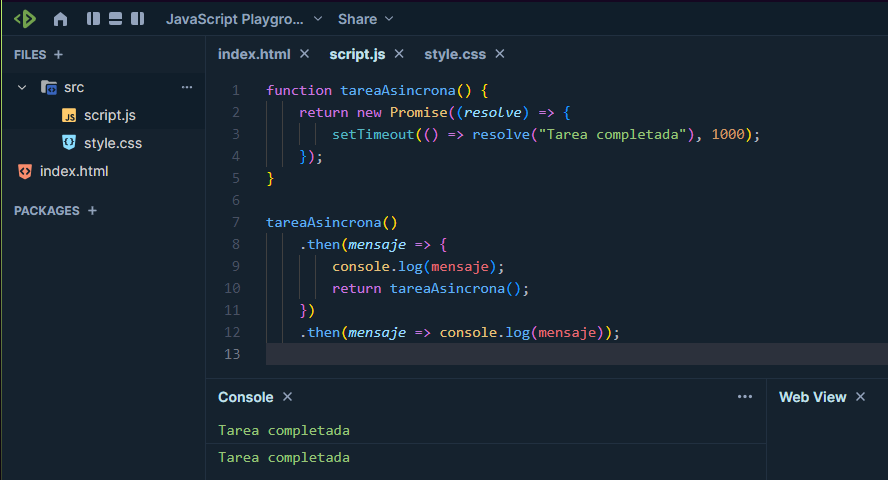 JavaScript Playgro... Share
FILES +
src ...
script.js
style.css
index.html
PACKAGES +
index.html × script.js × style.css ×
1 function tareaAsincrona() {
2 return new Promise((resolve) => {
3 setTimeout(() => resolve("Tarea completada"), 1000);
4 });
5 }
6
7 tareaAsincrona()
8 .then(mensaje => {
9 console.log(mensaje);
10 return tareaAsincrona();
11 })
12 .then(mensaje => console.log(mensaje));
13
Console × ...
Tarea completada
Tarea completada
Web View ×